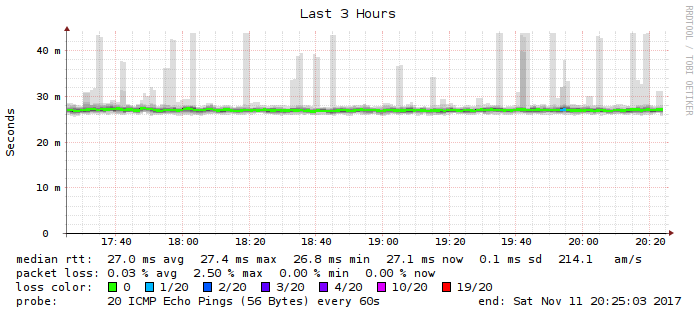 Last 3 Hours
RRDTOOL / TOBI OETIKER
Seconds
40 m
30 m
20 m
10 m
0
17:40 18:00 18:20 18:40 19:00 19:20 19:40 20:00 20:20
median rtt: 27.0 ms avg 27.4 ms max 26.8 ms min 27.1 ms now 0.1 ms sd 214.1 am/s
packet loss: 0.03 % avg 2.50 % max 0.00 % min 0.00 % now
loss color: 0 1/20 2/20 3/20 4/20 10/20 19/20
probe: 20 ICMP Echo Pings (56 Bytes) every 60s end: Sat Nov 11 20:25:03 2017